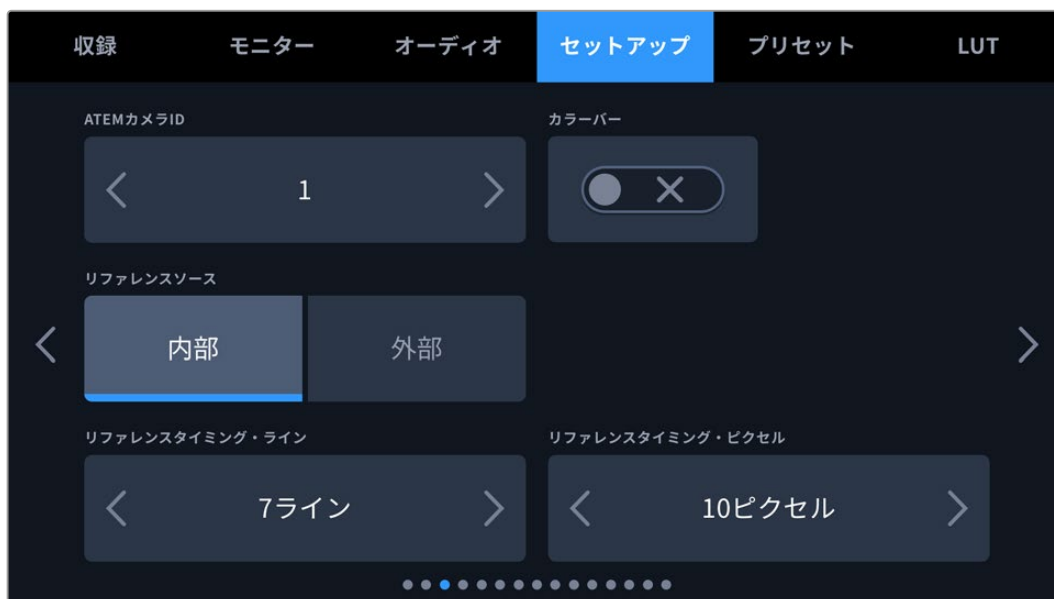 収録 モニター オーディオ セットアップ プリセット LUT
ATEMカメラID カラーバー
1
リファレンスソース
内部 外部
リファレンスタイミング・ライン リファレンスタイミング・ピクセル
7ライン 10ピクセル